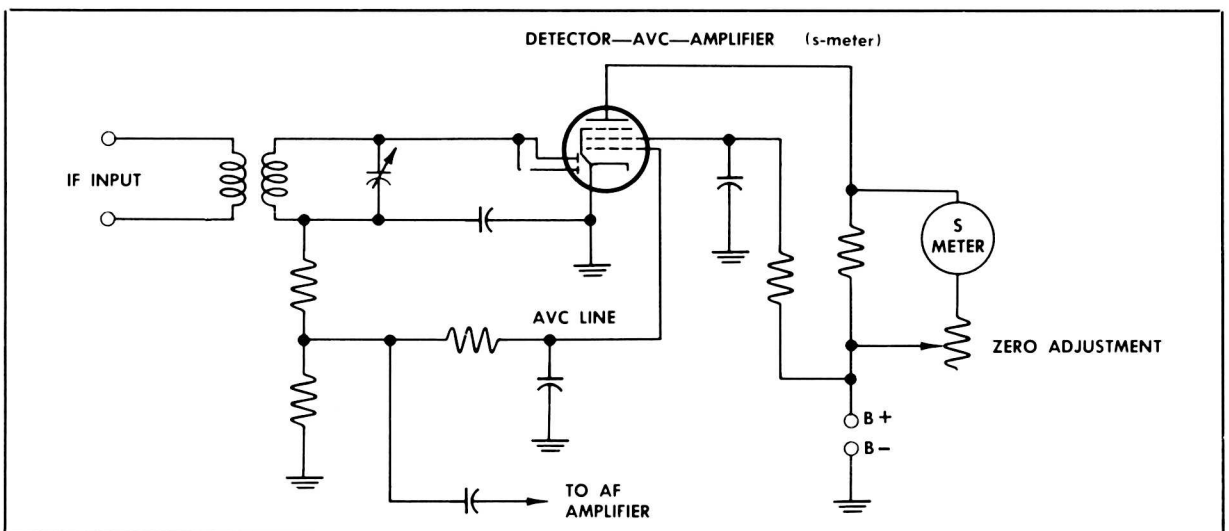 DETECTOR—AVC—AMPLIFIER (s-meter)
IF INPUT
S
METER
AVC LINE
ZERO ADJUSTMENT
B+
B-
TO AF
AMPLIFIER